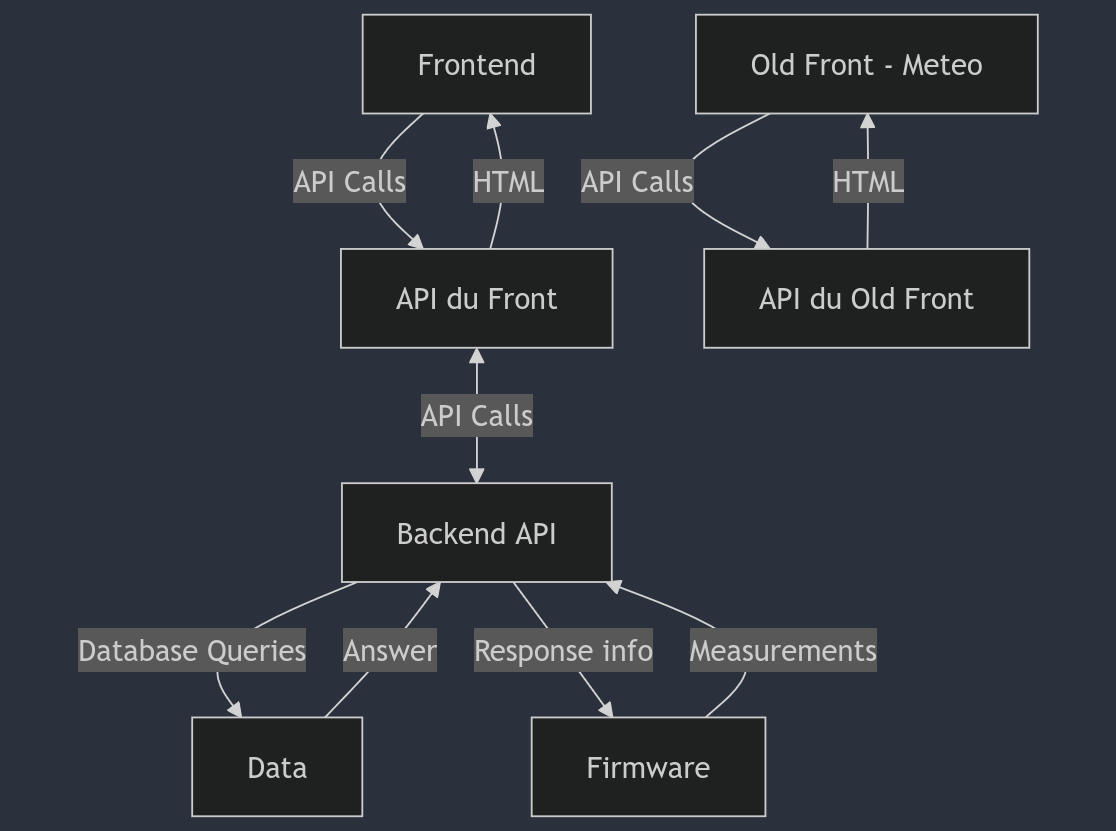 Frontend
Old Front - Meteo
API Calls
HTML
API Calls
HTML
API du Front
API du Old Front
API Calls
Backend API
Database Queries
Answer
Response info
Measurements
Data
Firmware